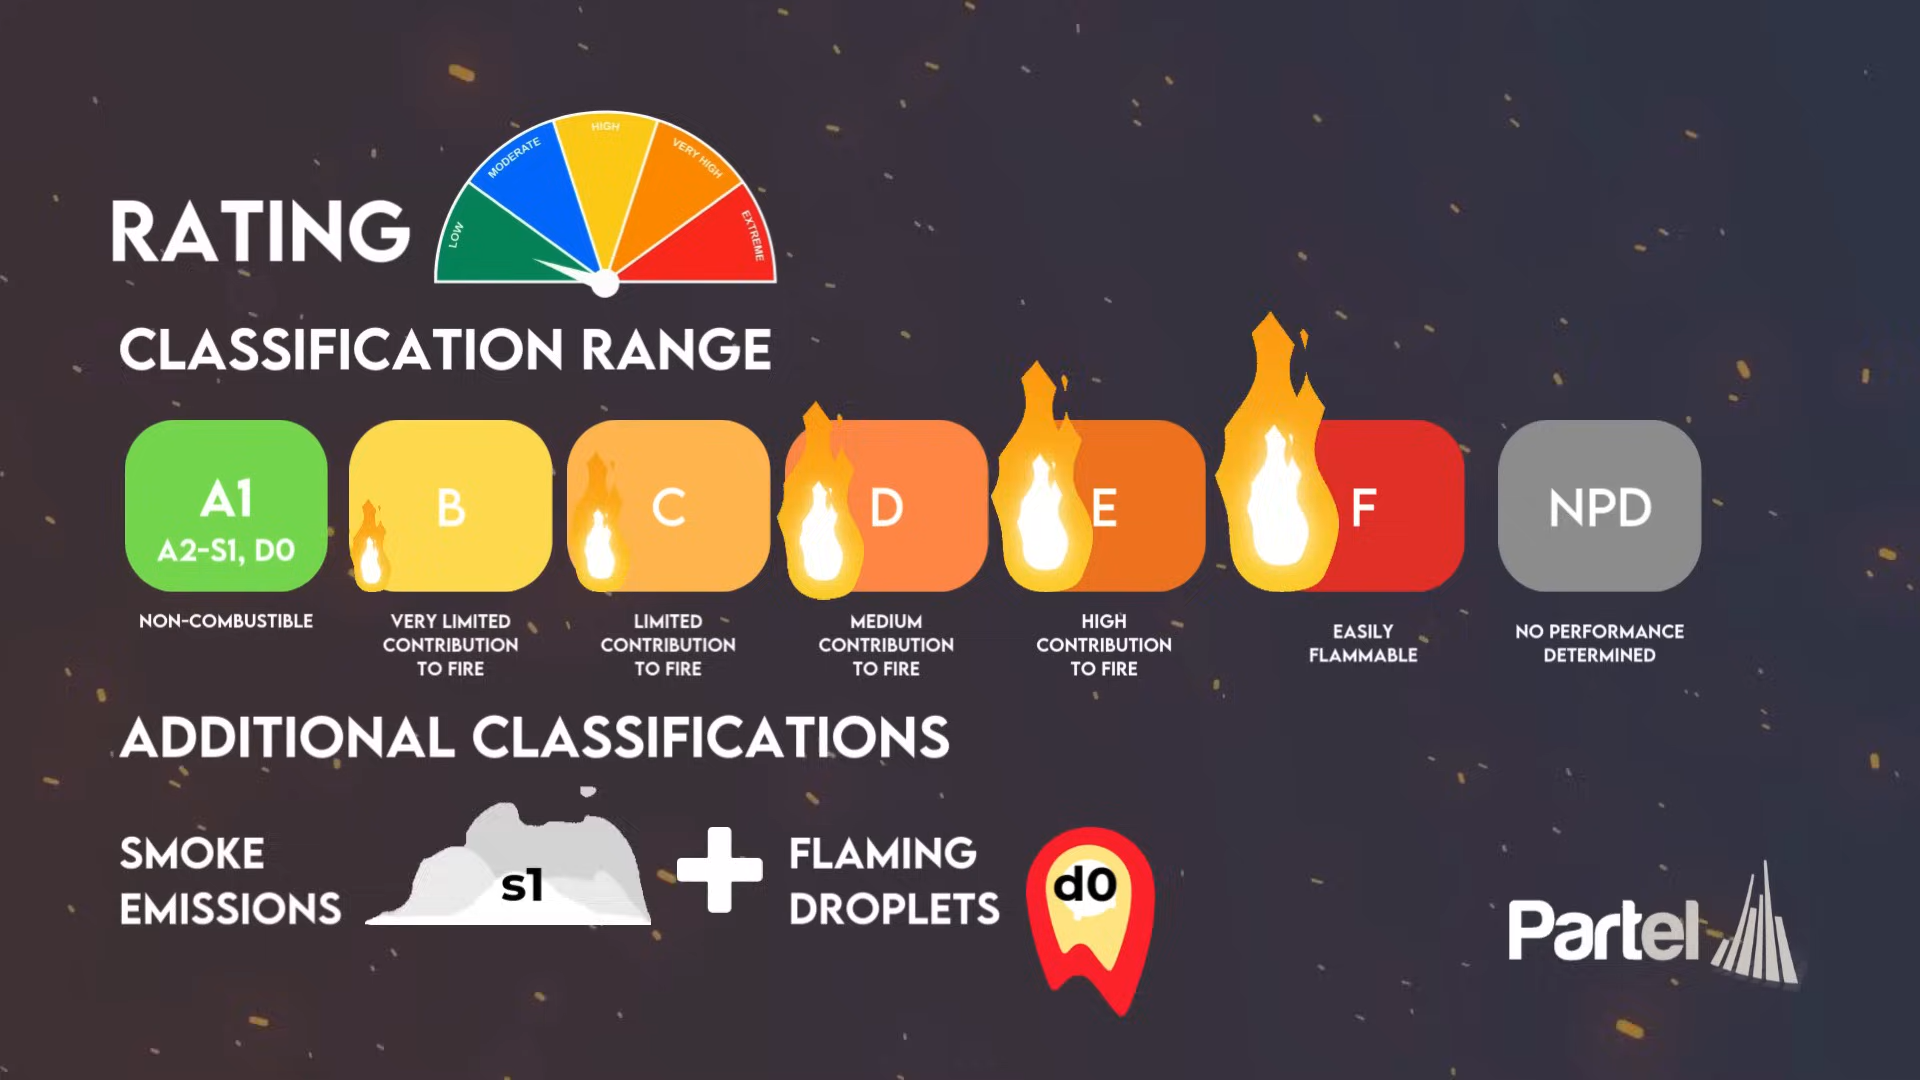 RATING
LOW
MODERATE
HIGH
VERY HIGH
EXTREME
CLASSIFICATION RANGE
A1
A2-S1, D0
B
C
D
E
F
NPD
NON-COMBUSTIBLE
VERY LIMITED
CONTRIBUTION
TO FIRE
LIMITED
CONTRIBUTION
TO FIRE
MEDIUM
CONTRIBUTION
TO FIRE
HIGH
CONTRIBUTION
TO FIRE
EASILY
FLAMMABLE
NO PERFORMANCE
DETERMINED
ADDITIONAL CLASSIFICATIONS
SMOKE
EMISSIONS
s1
FLAMING
DROPLETS
d0
Partel